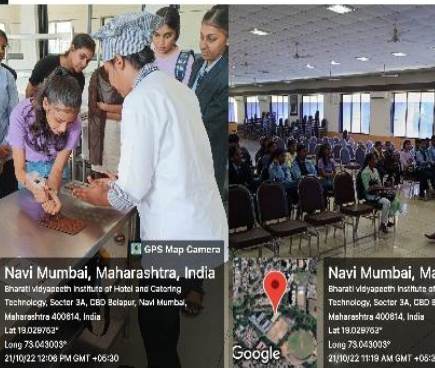 GPS Map Camera
Navi Mumbai, Maharashtra, India
Bharati vidyapeeth Institute of Hotel and Catering
Technology, Sector 3A, CBD Belapur, Navi Mumbai,
Maharashtra 400614, India
Lat 19.029763°
Long 73.043003°
21/10/22 12:06 PM GMT +05:30
Google
Navi Mumbai, Ma
Bharati vidyapeeth Institute of
Technology, Sector 3A, CBD B
Maharashtra 400614, India
Lat 19.029763°
Long 73.043003°
21/10/22 11:19 AM GMT +05:3